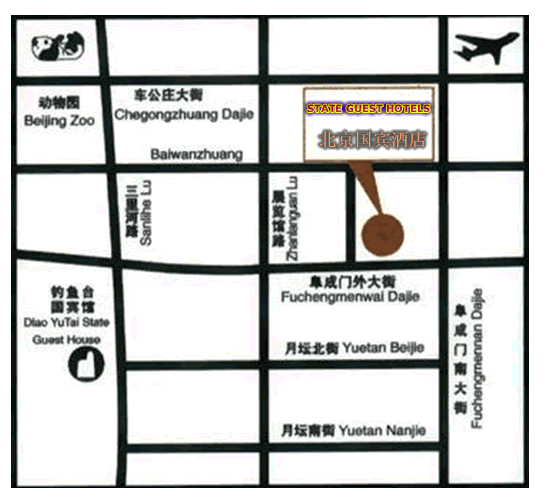 动物园
Beijing Zoo
车公庄大街
Chegongzhuang Dajie
STATE GUEST HOTELS
北京国宾酒店
Baiwanzhuang
三里河路
Sanlihe Lu
展览馆路
Zhanlanguan Lu
钓鱼台
国宾馆
Diao YuTai State
Guest House
阜成门外大街
Fuchengmenwai Dajie
月坛北街 Yuetan Beijie
月坛南街 Yuetan Nanjie
阜成门南大街
Fuchengmennan Dajie